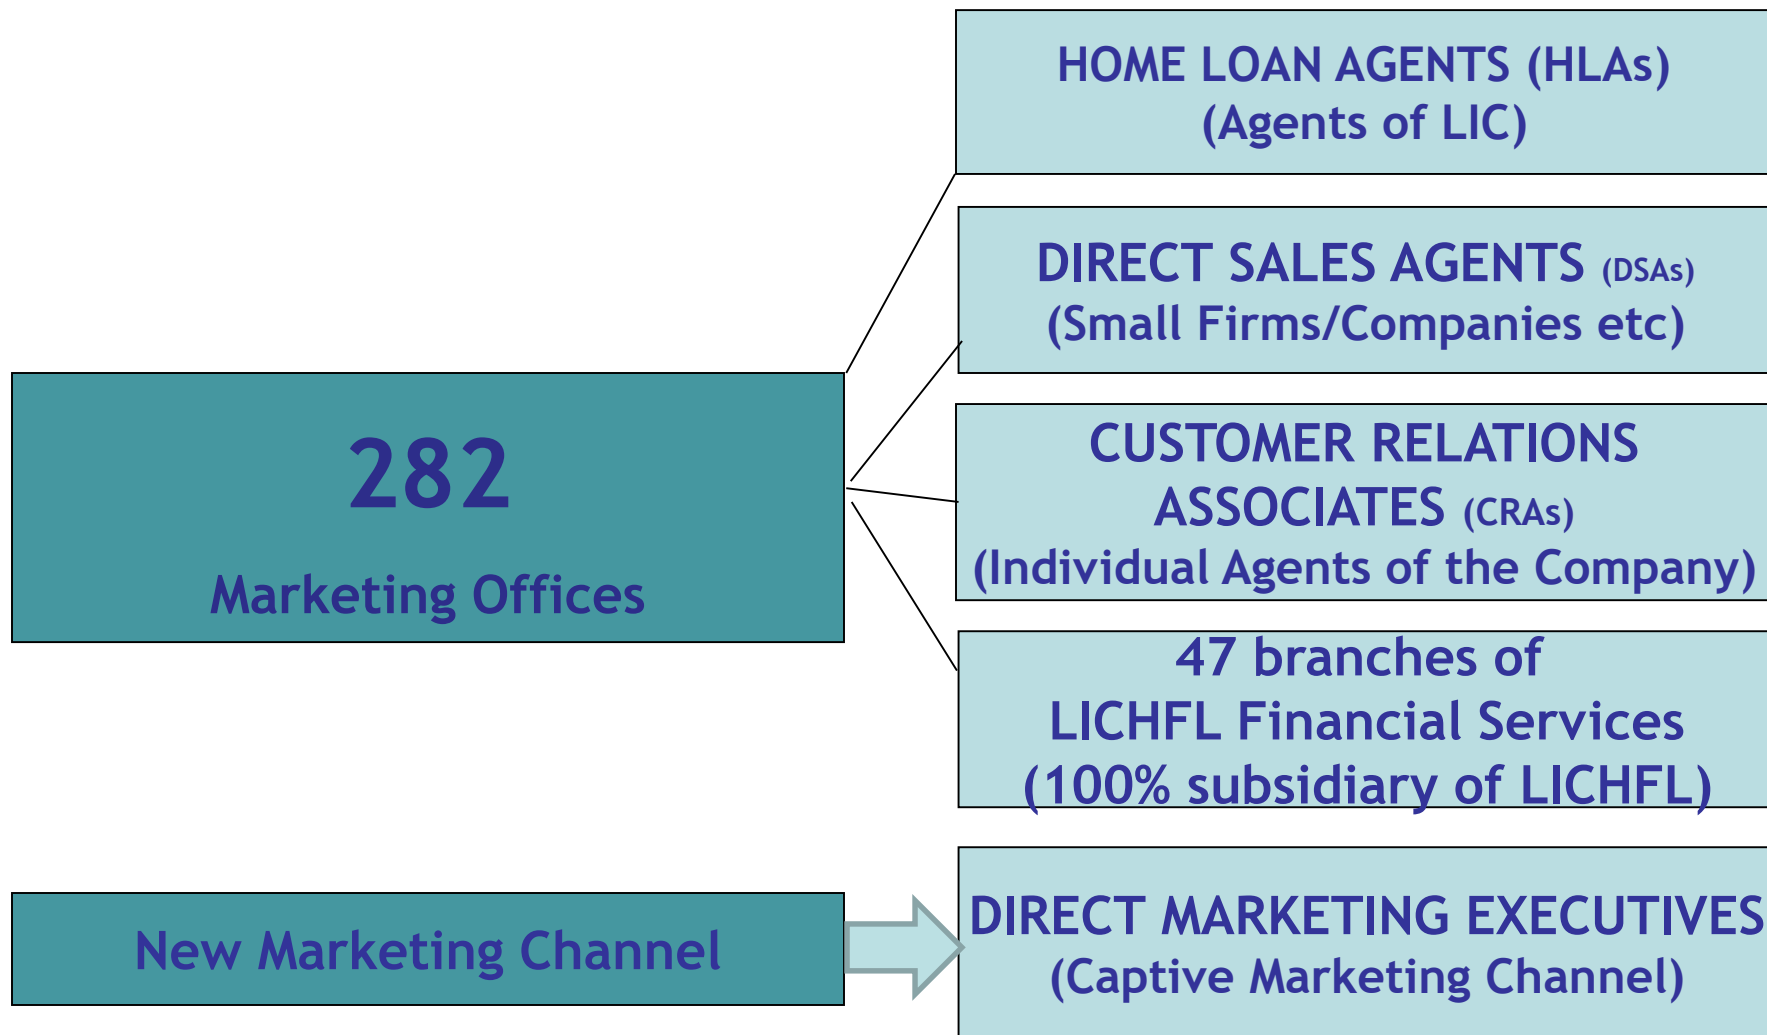 HOME LOAN AGENTS (HLAs)
(Agents of LIC)
DIRECT SALES AGENTS (DSAs)
(Small Firms/Companies etc)
282
Marketing Offices
CUSTOMER RELATIONS
ASSOCIATES (CRAs)
(Individual Agents of the Company)
47 branches of
LICHFL Financial Services
(100% subsidiary of LICHFL)
New Marketing Channel
DIRECT MARKETING EXECUTIVES
(Captive Marketing Channel)